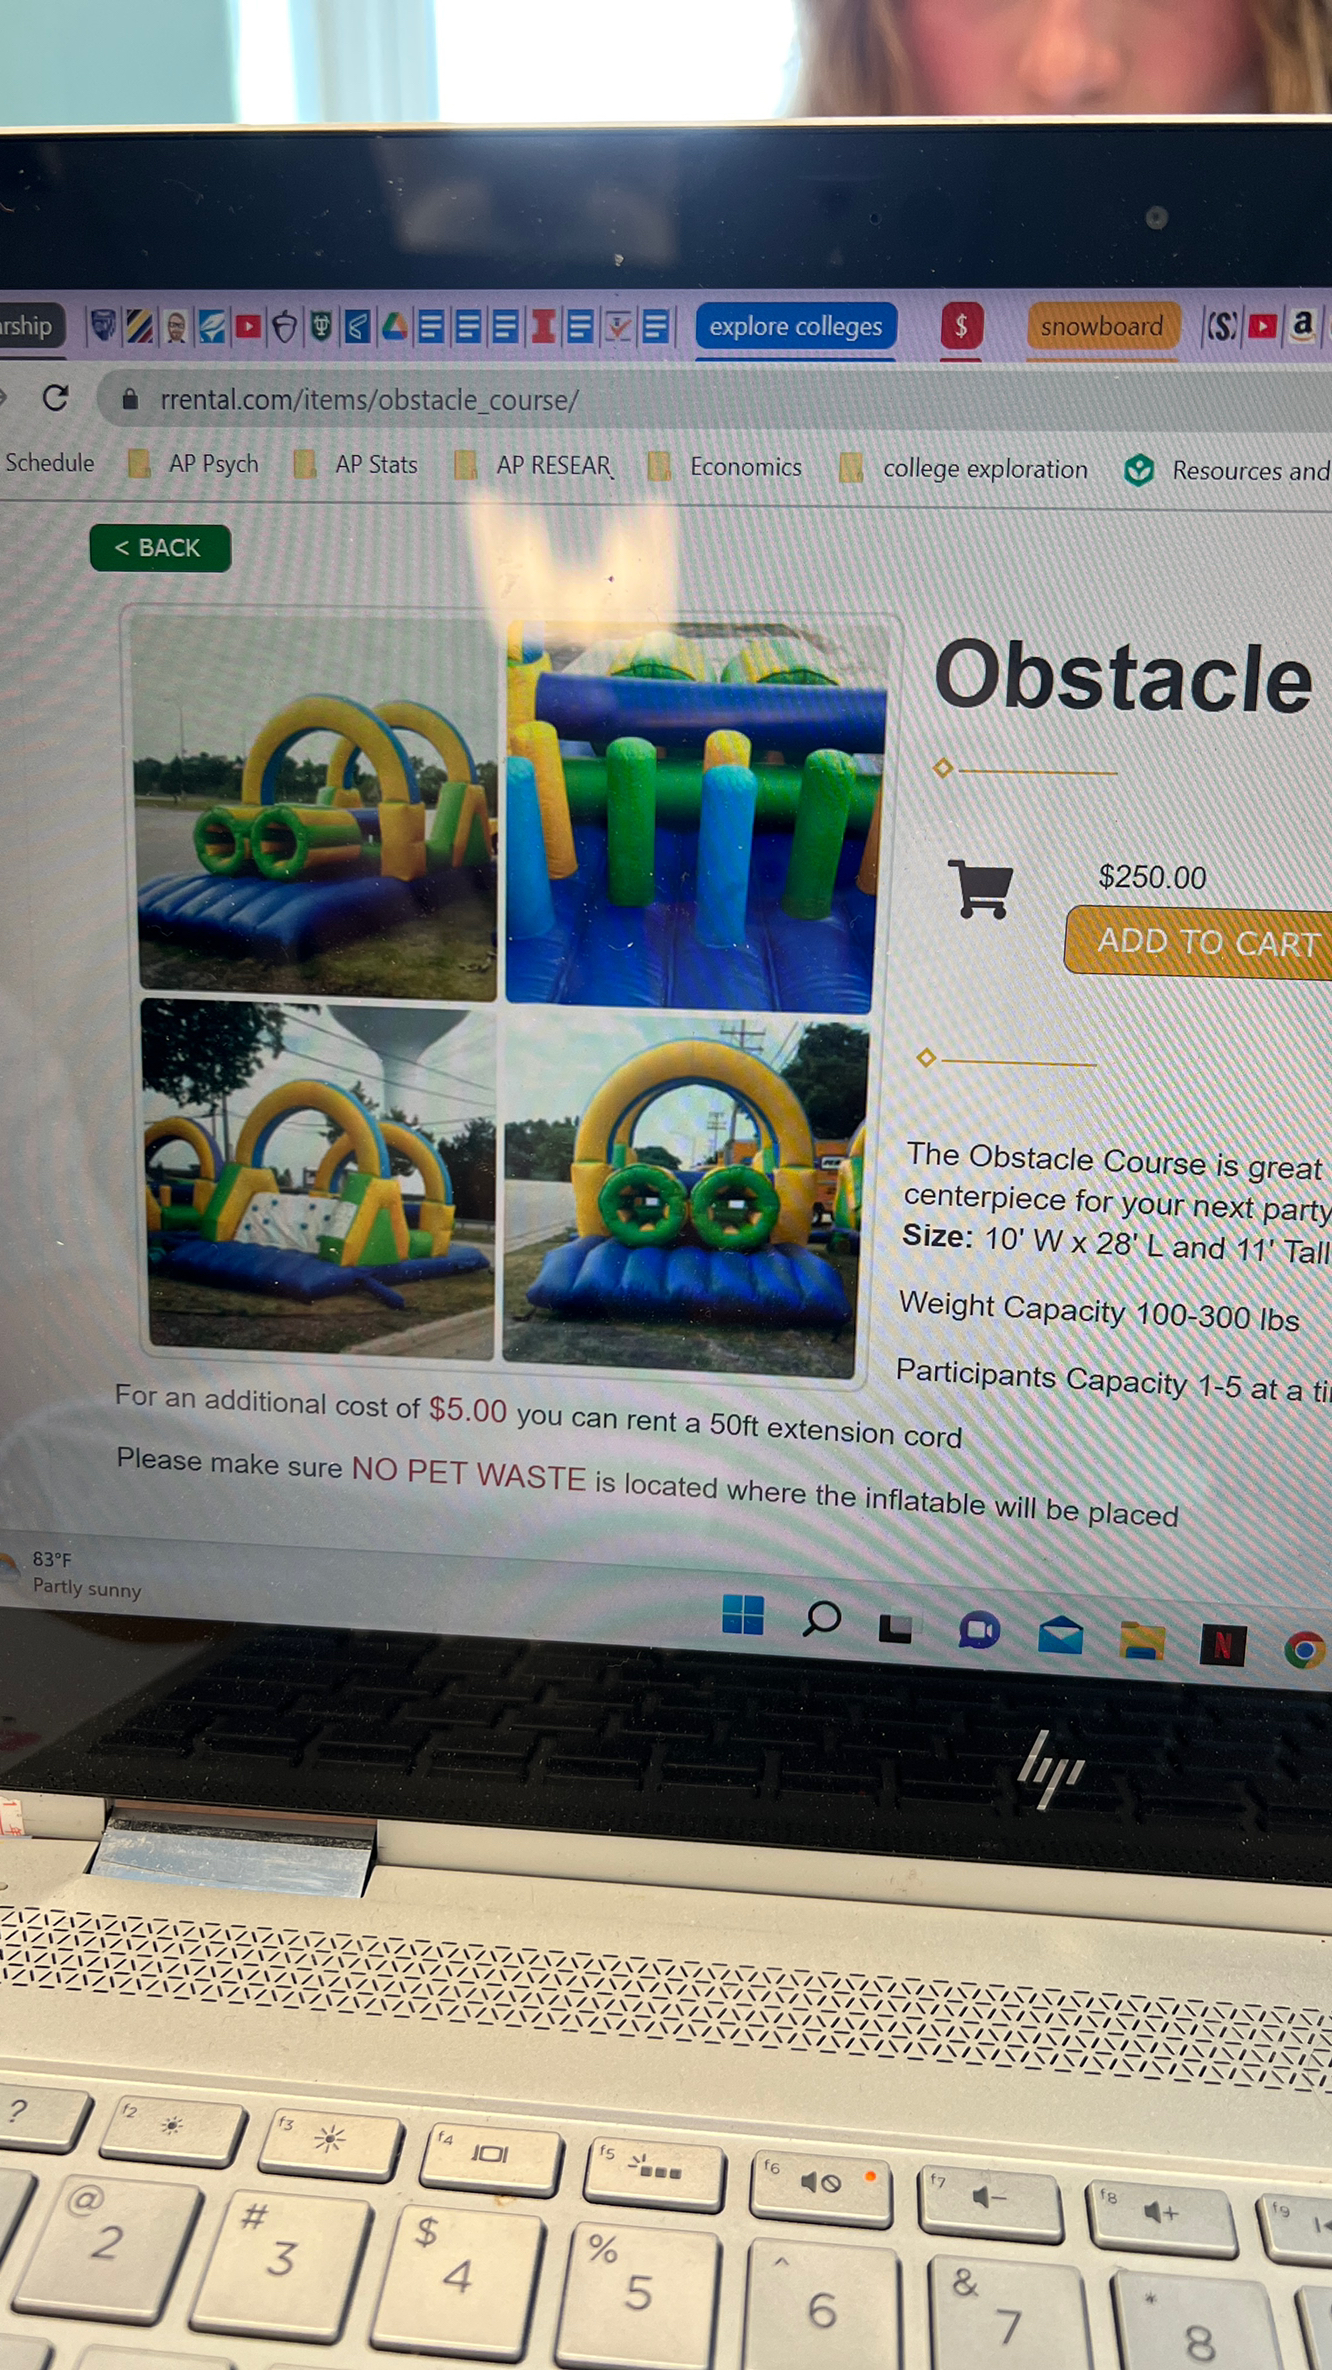 rship
explore colleges
$
snowboard
(S)
a
rrental.com/items/obstacle_course/
Schedule
AP Psych
AP Stats
AP RESEAR
Economics
college exploration
Resources and
< BACK
Obstacle
$250.00
ADD TO CART
The Obstacle Course is great
centerpiece for your next party
Size: 10' W x 28' L and 11' Tall
Weight Capacity 100-300 lbs
Participants Capacity 1-5 at a ti
For an additional cost of $5.00 you can rent a 50ft extension cord
Please make sure NO PET WASTE is located where the inflatable will be placed
83°F
Partly sunny
N
hp
?
f2
f3
f4
f5
f6
f7
f8
f9
@
2
#
3
$
4
%
5
^
6
&
7
*
8